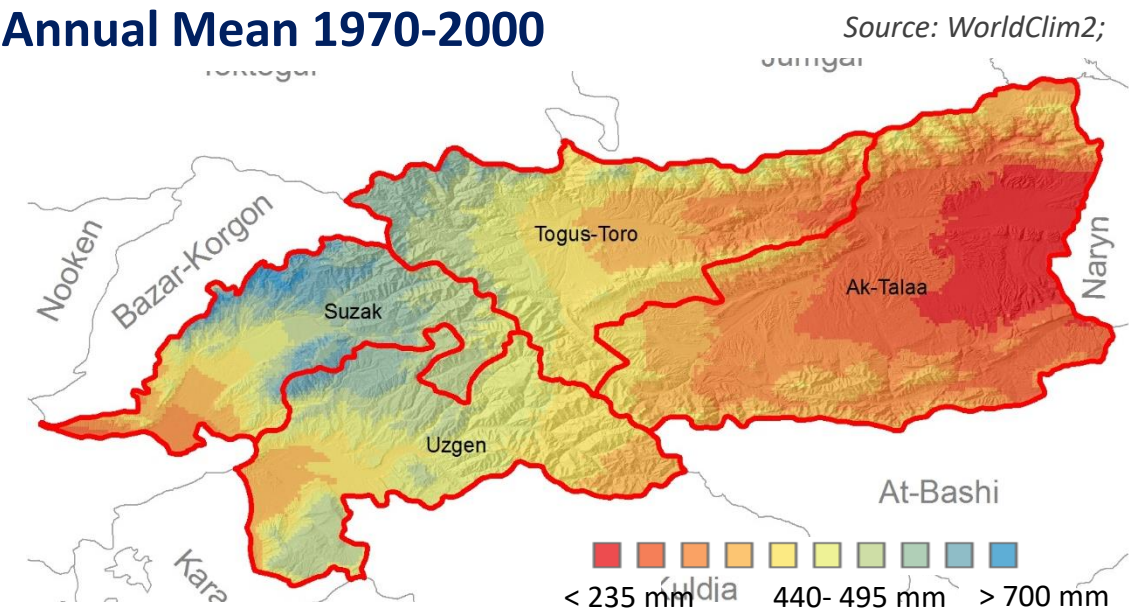 Annual Mean 1970-2000
Source: WorldClim2;
Nooken
Bazar-Korgon
Togus-Toro
Ak-Talaa
Naryn
Suzak
Uzgen
At-Bashi
Kara
< 235 mm
440- 495 mm
> 700 mm